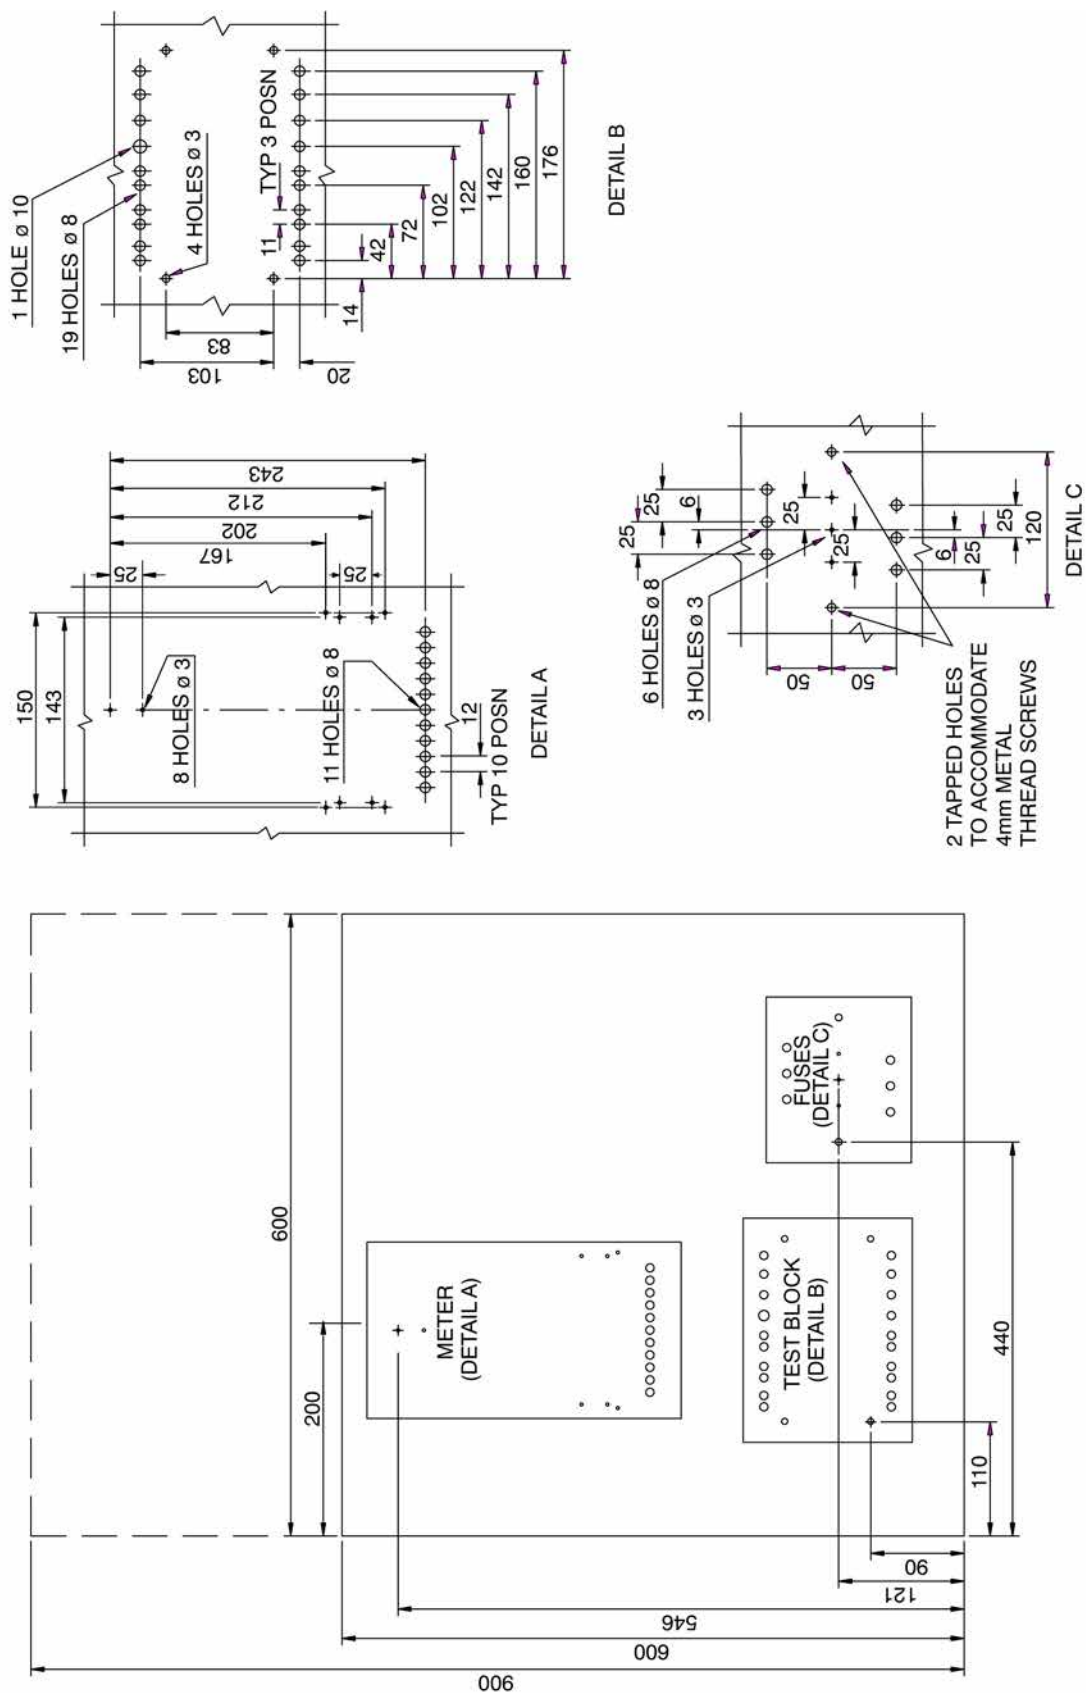 1 HOLE ø 10
19 HOLES ø 8
4 HOLES ø 3
TYP 3 POSN
11
83
103
20
14
42
72
102
122
142
160
176
DETAIL B
243
212
202
167
25
25
150
143
8 HOLES ø 3
11 HOLES ø 8
12
TYP 10 POSN
DETAIL A
6 HOLES ø 8
3 HOLES ø 3
25
25
6
25
50
50
25
6
25
25
120
2 TAPPED HOLES
TO ACCOMMODATE
4mm METAL
THREAD SCREWS
DETAIL C
600
200
METER
(DETAIL A)
TEST BLOCK
(DETAIL B)
FUSES
(DETAIL C)
440
110
90
121
546
600
900